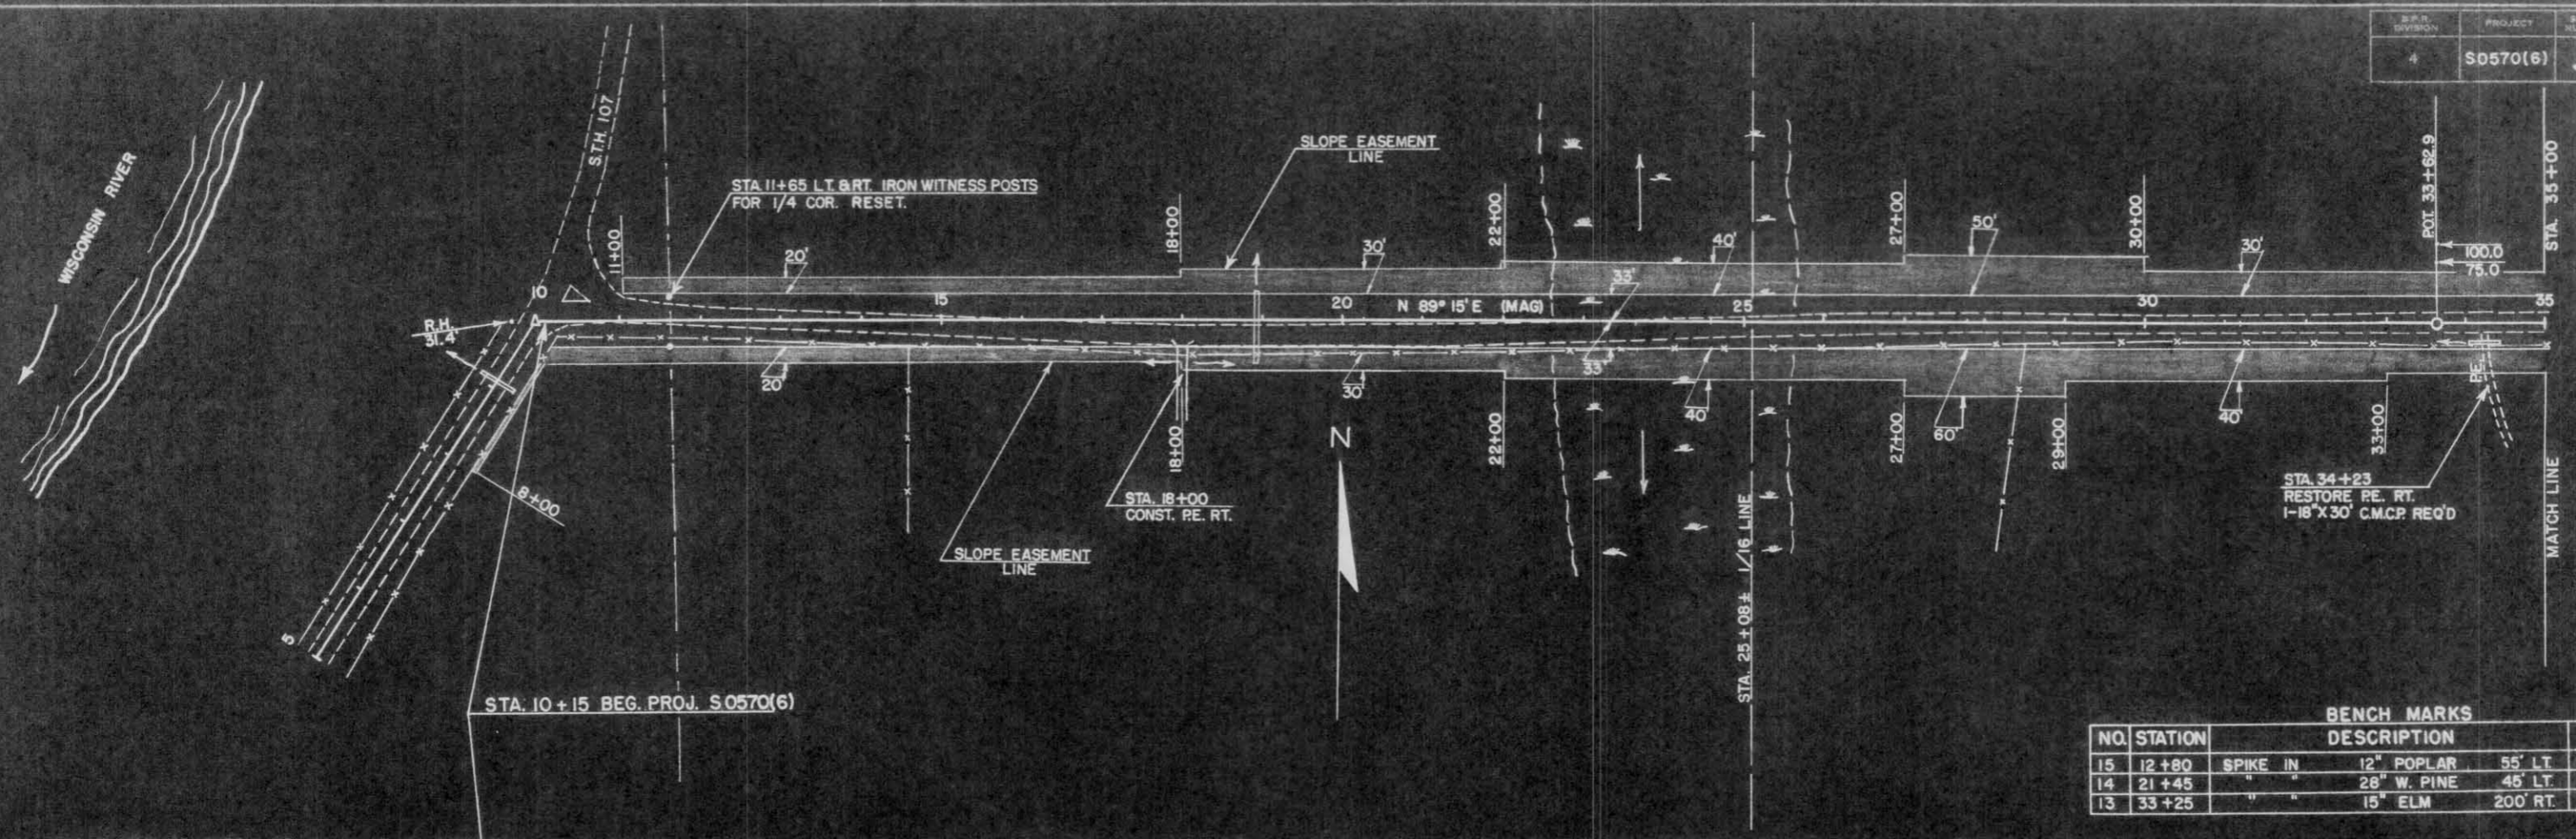 B.P.R. DIVISION
PROJECT
4
S0570(6)
WISCONSIN RIVER
S.T.H. 107
STA. 11+65 LT. & RT. IRON WITNESS POSTS
FOR 1/4 COR. RESET.
SLOPE EASEMENT
LINE
11+00
18+00
22+00
27+00
30+00
P.O.T. 33+62.9
STA. 35+00
20'
30'
40'
50'
30'
100.0
75.0
33'
10
15
20
N 89° 15' E (MAG)
25
30
35
R.H.
31.4'
20'
30'
33'
40'
60'
40'
P.E.
18+00
22+00
27+00
29+00
33+00
8+00
N
STA. 18+00
CONST. P.E. RT.
SLOPE EASEMENT
LINE
STA. 25+08± 1/16 LINE
STA. 34+23
RESTORE P.E. RT.
1-18"X30' C.M.C.P. REQ'D
MATCH LINE
5
STA. 10+15 BEG. PROJ. S0570(6)
BENCH MARKS
NO. STATION DESCRIPTION
15 12+80 SPIKE IN 12" POPLAR 55' LT.
14 21+45 " " 28" W. PINE 45' LT.
13 33+25 " " 15" ELM 200' RT.